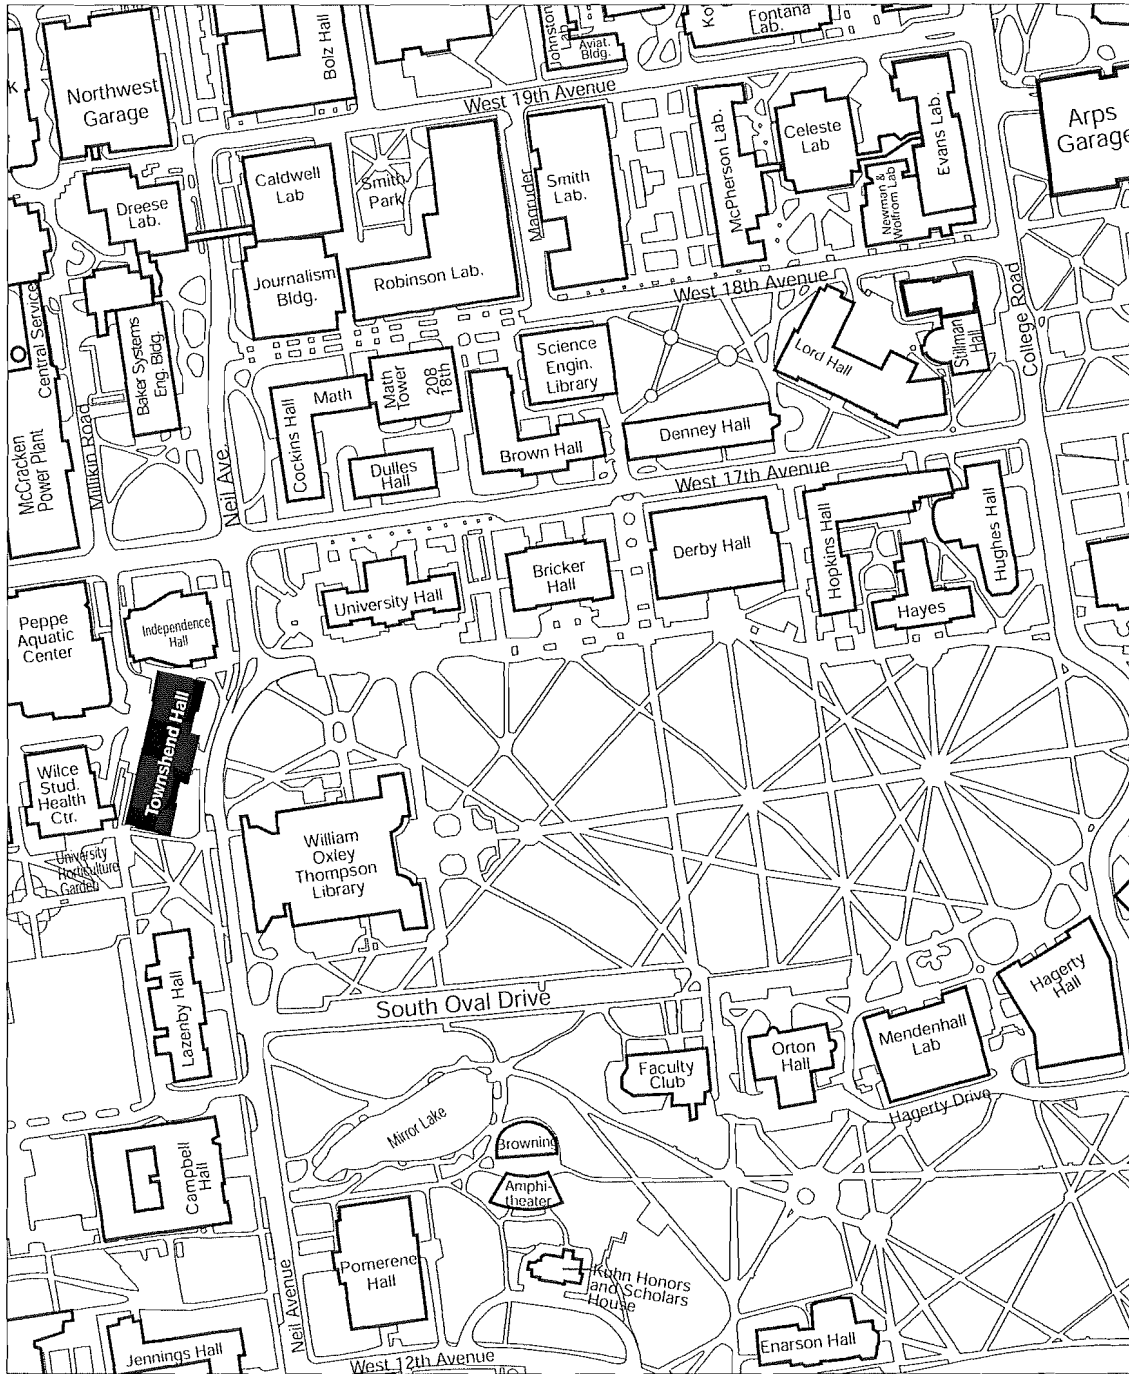 k
Northwest
Garage
Bolz Hall
Johnston
Lab
Aviat.
Bldg.
Fontana
Lab.
West 19th Avenue
Arps
Garage
Dreese
Lab.
Caldwell
Lab
Smith
Park
Magruder
Smith
Lab.
McPherson Lab.
Celeste
Lab
Newman &
Wolfrom Lab
Evans Lab.
Journalism
Bldg.
Robinson Lab.
West 18th Avenue
Central Service
Baker Systems
Eng. Bldg.
Cockins Hall
Math
Math
Tower
208
18th
Science
Engin.
Library
Lord Hall
Stillman
Hall
College Road
McCracken
Power Plant
Millikin Road
Neil Ave.
Dulles
Hall
Brown Hall
Denney Hall
West 17th Avenue
Peppe
Aquatic
Center
Independence
Hall
University Hall
Bricker
Hall
Derby Hall
Hopkins Hall
Hayes
Hughes Hall
Townshend Hall
Wilce
Stud.
Health
Ctr.
University
Horticulture
Garden
William
Oxley
Thompson
Library
Lazenby Hall
South Oval Drive
Faculty
Club
Orton
Hall
Mendenhall
Lab
Hagerty
Hall
Hagerty Drive
Mirror Lake
Browning
Amphi-
theater
Campbell
Hall
Pomerene
Hall
Kuhn Honors
and Scholars
House
Neil Avenue
Jennings Hall
West 12th Avenue
Enarson Hall